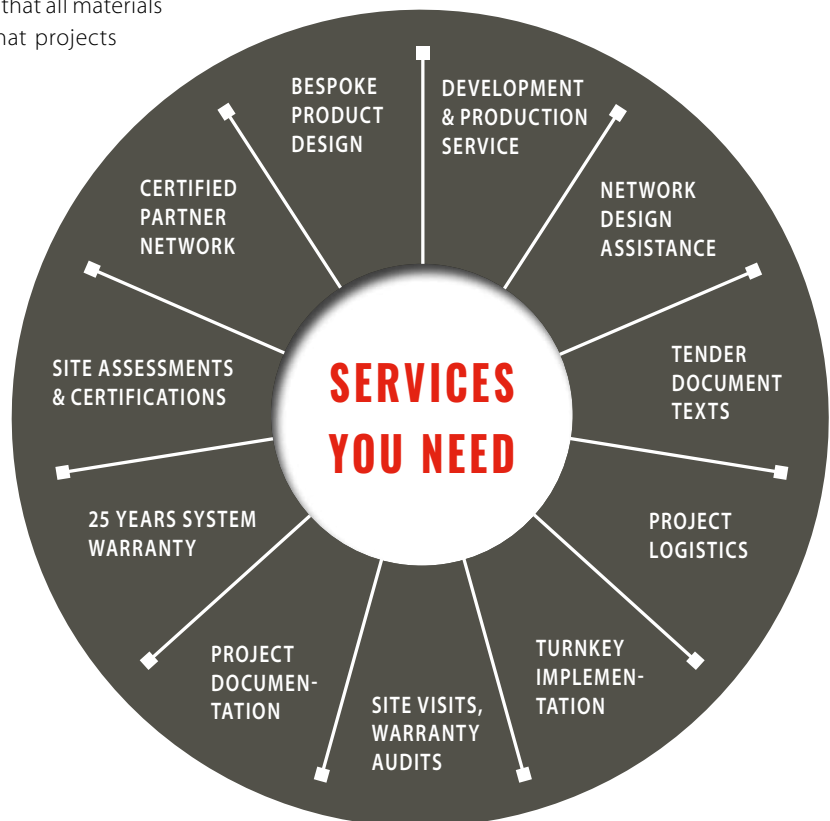 that all materials
hat projects
BESPOKE
PRODUCT
DESIGN
DEVELOPMENT
& PRODUCTION
SERVICE
NETWORK
DESIGN
ASSISTANCE
TENDER
DOCUMENT
TEXTS
PROJECT
LOGISTICS
TURNKEY
IMPLEMEN-
TATION
SITE VISITS,
WARRANTY
AUDITS
PROJECT
DOCUMEN-
TATION
25 YEARS SYSTEM
WARRANTY
SITE ASSESSMENTS
& CERTIFICATIONS
CERTIFIED
PARTNER
NETWORK
SERVICES
YOU NEED